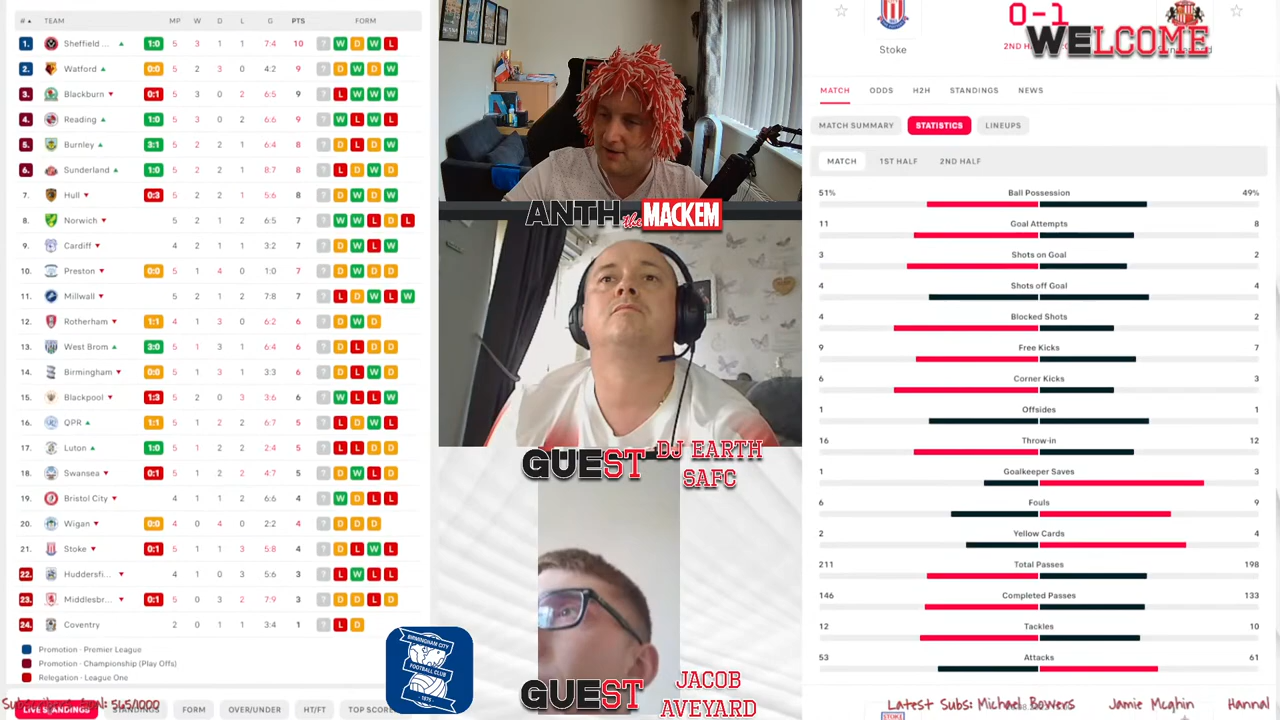 # TEAM MP W D L G PTS FORM
1. Sheffield ... 1:0 5 3 1 1 7:4 10 ? W D W L
2. Watford 0:0 5 2 3 0 4:2 9 ? D W D W
3. Blackburn 0:1 5 3 0 2 6:5 9 ? L W W W
4. Reading 1:0 5 3 0 2 6:6 9 ? W L W L
5. Burnley 3:1 5 2 2 1 8:5 8 ? D L D W
6. Sunderland 1:0 5 2 2 1 8:7 8 ? L D W D
7. Hull 0:3 5 2 2 1 5:6 8 ? D W D W
8. Norwich 5 2 1 2 6:5 7 ? W W L D L
9. Cardiff 4 2 1 1 3:2 7 ? D W L W
10. Preston 0:0 5 1 4 0 1:0 7 ? D W D D
11. Millwall 5 2 1 2 7:8 7 ? L D W L W
12. Rotherham 1:1 4 1 3 0 6:2 6 ? D W D
13. West Brom 3:0 5 1 3 1 6:4 6 ? D L D D
14. Birmingham 0:0 5 1 3 1 3:3 6 ? D L W D
15. Blackpool 1:3 5 2 0 3 3:6 6 ? W L L W
16. QPR 1:1 5 1 2 2 6:7 5 ? L D W L
17. Luton 1:0 5 1 2 2 2:4 5 ? L L D D
18. Swansea 0:1 5 1 2 2 4:7 5 ? D W L D
19. Bristol City 4 1 1 2 6:6 4 ? W D L L
20. Wigan 0:0 4 0 4 0 2:2 4 ? D D D
21. Stoke 0:1 5 1 1 3 5:8 4 ? D L W L
22. Huddersfi... 4 1 0 3 5:6 3 ? L W L L
23. Middlesbr... 0:1 5 0 3 2 7:9 3 ? D D L D
24. Coventry 2 0 1 1 3:4 1 ? L D
Promotion - Premier League
Promotion - Championship (Play Offs)
Relegation - League One
LIVE STANDINGS STANDINGS FORM OVER/UNDER HT/FT TOP SCORE
565/1000
ANTH the MACKEM
GUEST DJ EARTH SAFC
BIRMINGHAM CITY
FOOTBALL CLUB
1875
GUEST JACOB AVEYARD
0-1
WELCOME
Stoke
2ND
MATCH ODDS H2H STANDINGS NEWS
MATCH SUMMARY STATISTICS LINEUPS
MATCH 1ST HALF 2ND HALF
51% Ball Possession 49%
11 Goal Attempts 8
3 Shots on Goal 2
4 Shots off Goal 4
4 Blocked Shots 2
9 Free Kicks 7
6 Corner Kicks 3
1 Offsides 1
16 Throw-in 12
1 Goalkeeper Saves 3
6 Fouls 9
2 Yellow Cards 4
211 Total Passes 198
146 Completed Passes 133
12 Tackles 10
53 Attacks 61
Latest Subs: Michael Bowers Jamie Mcghin Hannal
STOKE